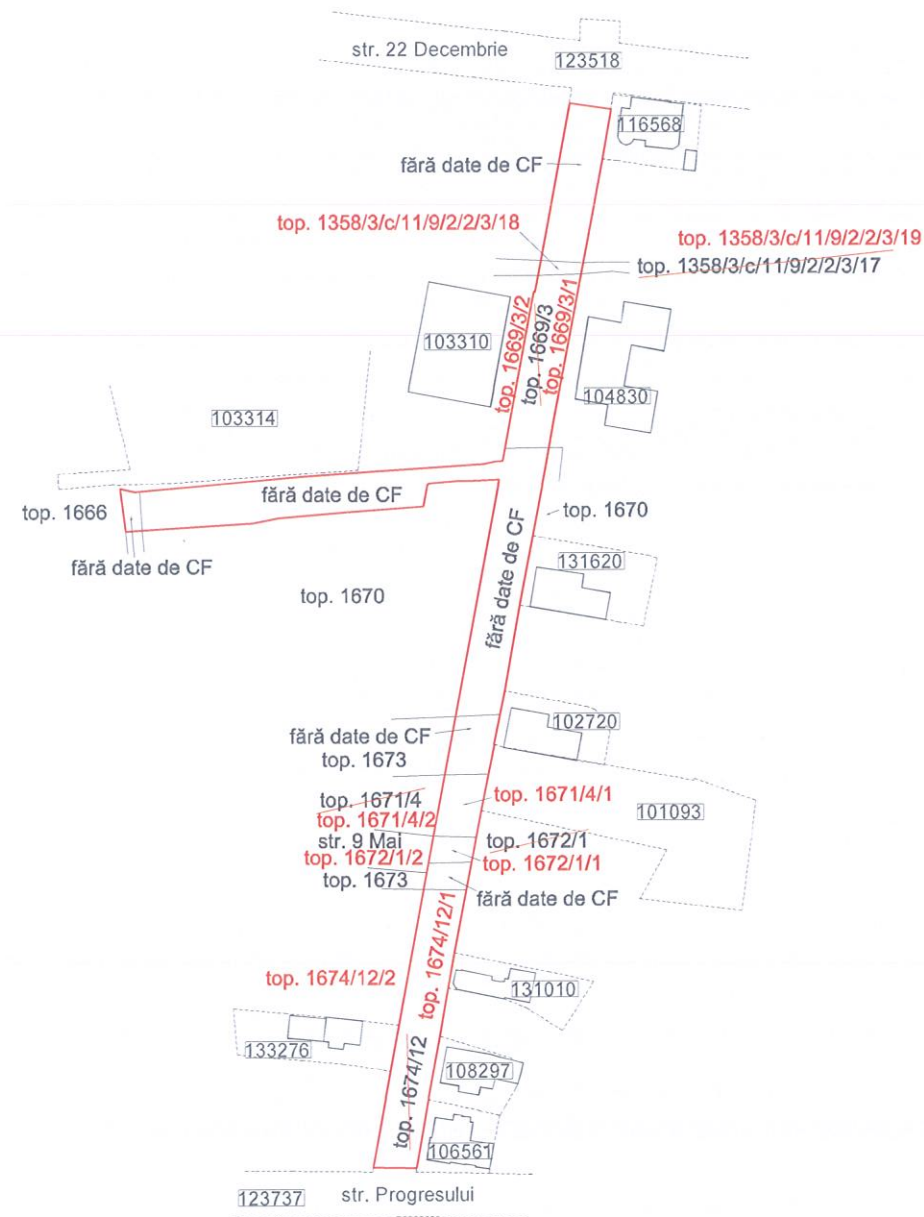 str. 22 Decembrie
123518
116568
fără date de CF
top. 1358/3/c/11/9/2/2/3/18
top. 1358/3/c/11/9/2/2/3/19
top. 1358/3/c/11/9/2/2/3/17
top. 1669/3/2
top. 1669/3
top. 1669/3/1
103310
104830
103314
fără date de CF
top. 1666
top. 1670
fără date de CF
fără date de CF
131620
top. 1670
102720
fără date de CF
top. 1673
top. 1671/4
top. 1671/4/1
top. 1671/4/2
101093
str. 9 Mai
top. 1672/1
top. 1672/1/2
top. 1672/1/1
top. 1673
fără date de CF
top. 1674/12/1
top. 1674/12/2
131010
133276
top. 1674/12
108297
106561
123737
str. Progresului